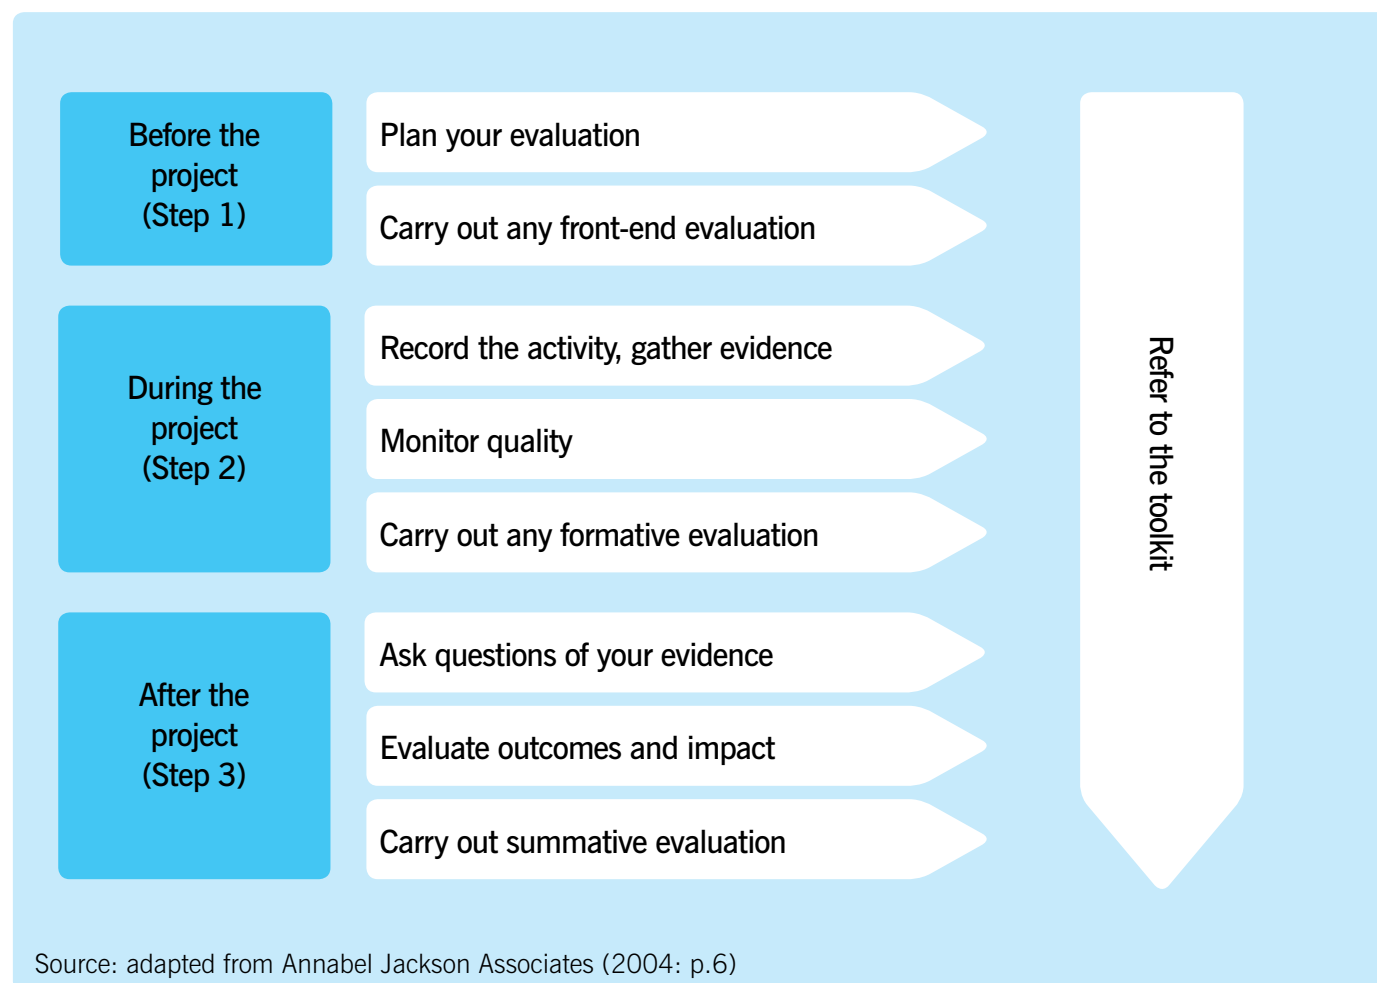 Before the
project
(Step 1)
Plan your evaluation
Carry out any front-end evaluation
During the
project
(Step 2)
Record the activity, gather evidence
Monitor quality
Carry out any formative evaluation
After the
project
(Step 3)
Ask questions of your evidence
Evaluate outcomes and impact
Carry out summative evaluation
Refer to the toolkit
Source: adapted from Annabel Jackson Associates (2004: p.6)